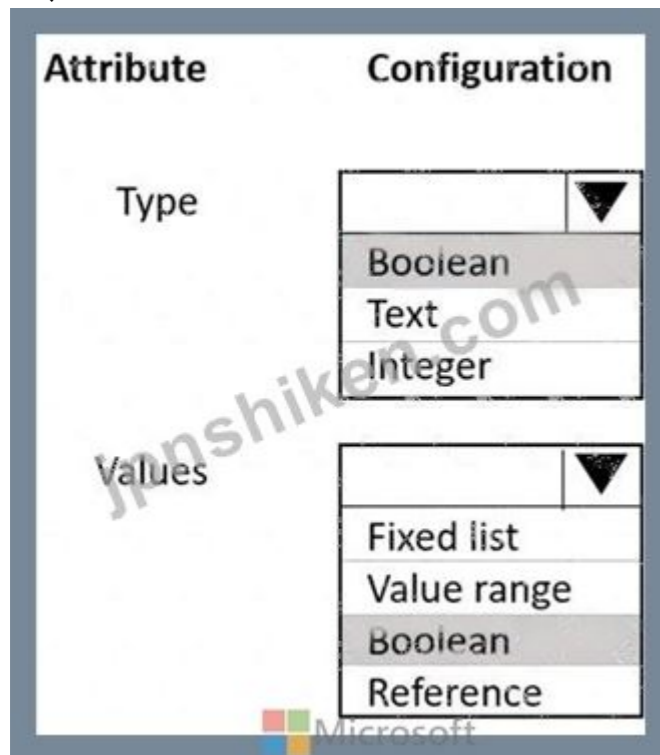 Attribute Configuration
Type
Boolean
Text
Integer
Values
Fixed list
Value range
Boolean
Reference
jpnshiken.com
Microsoft